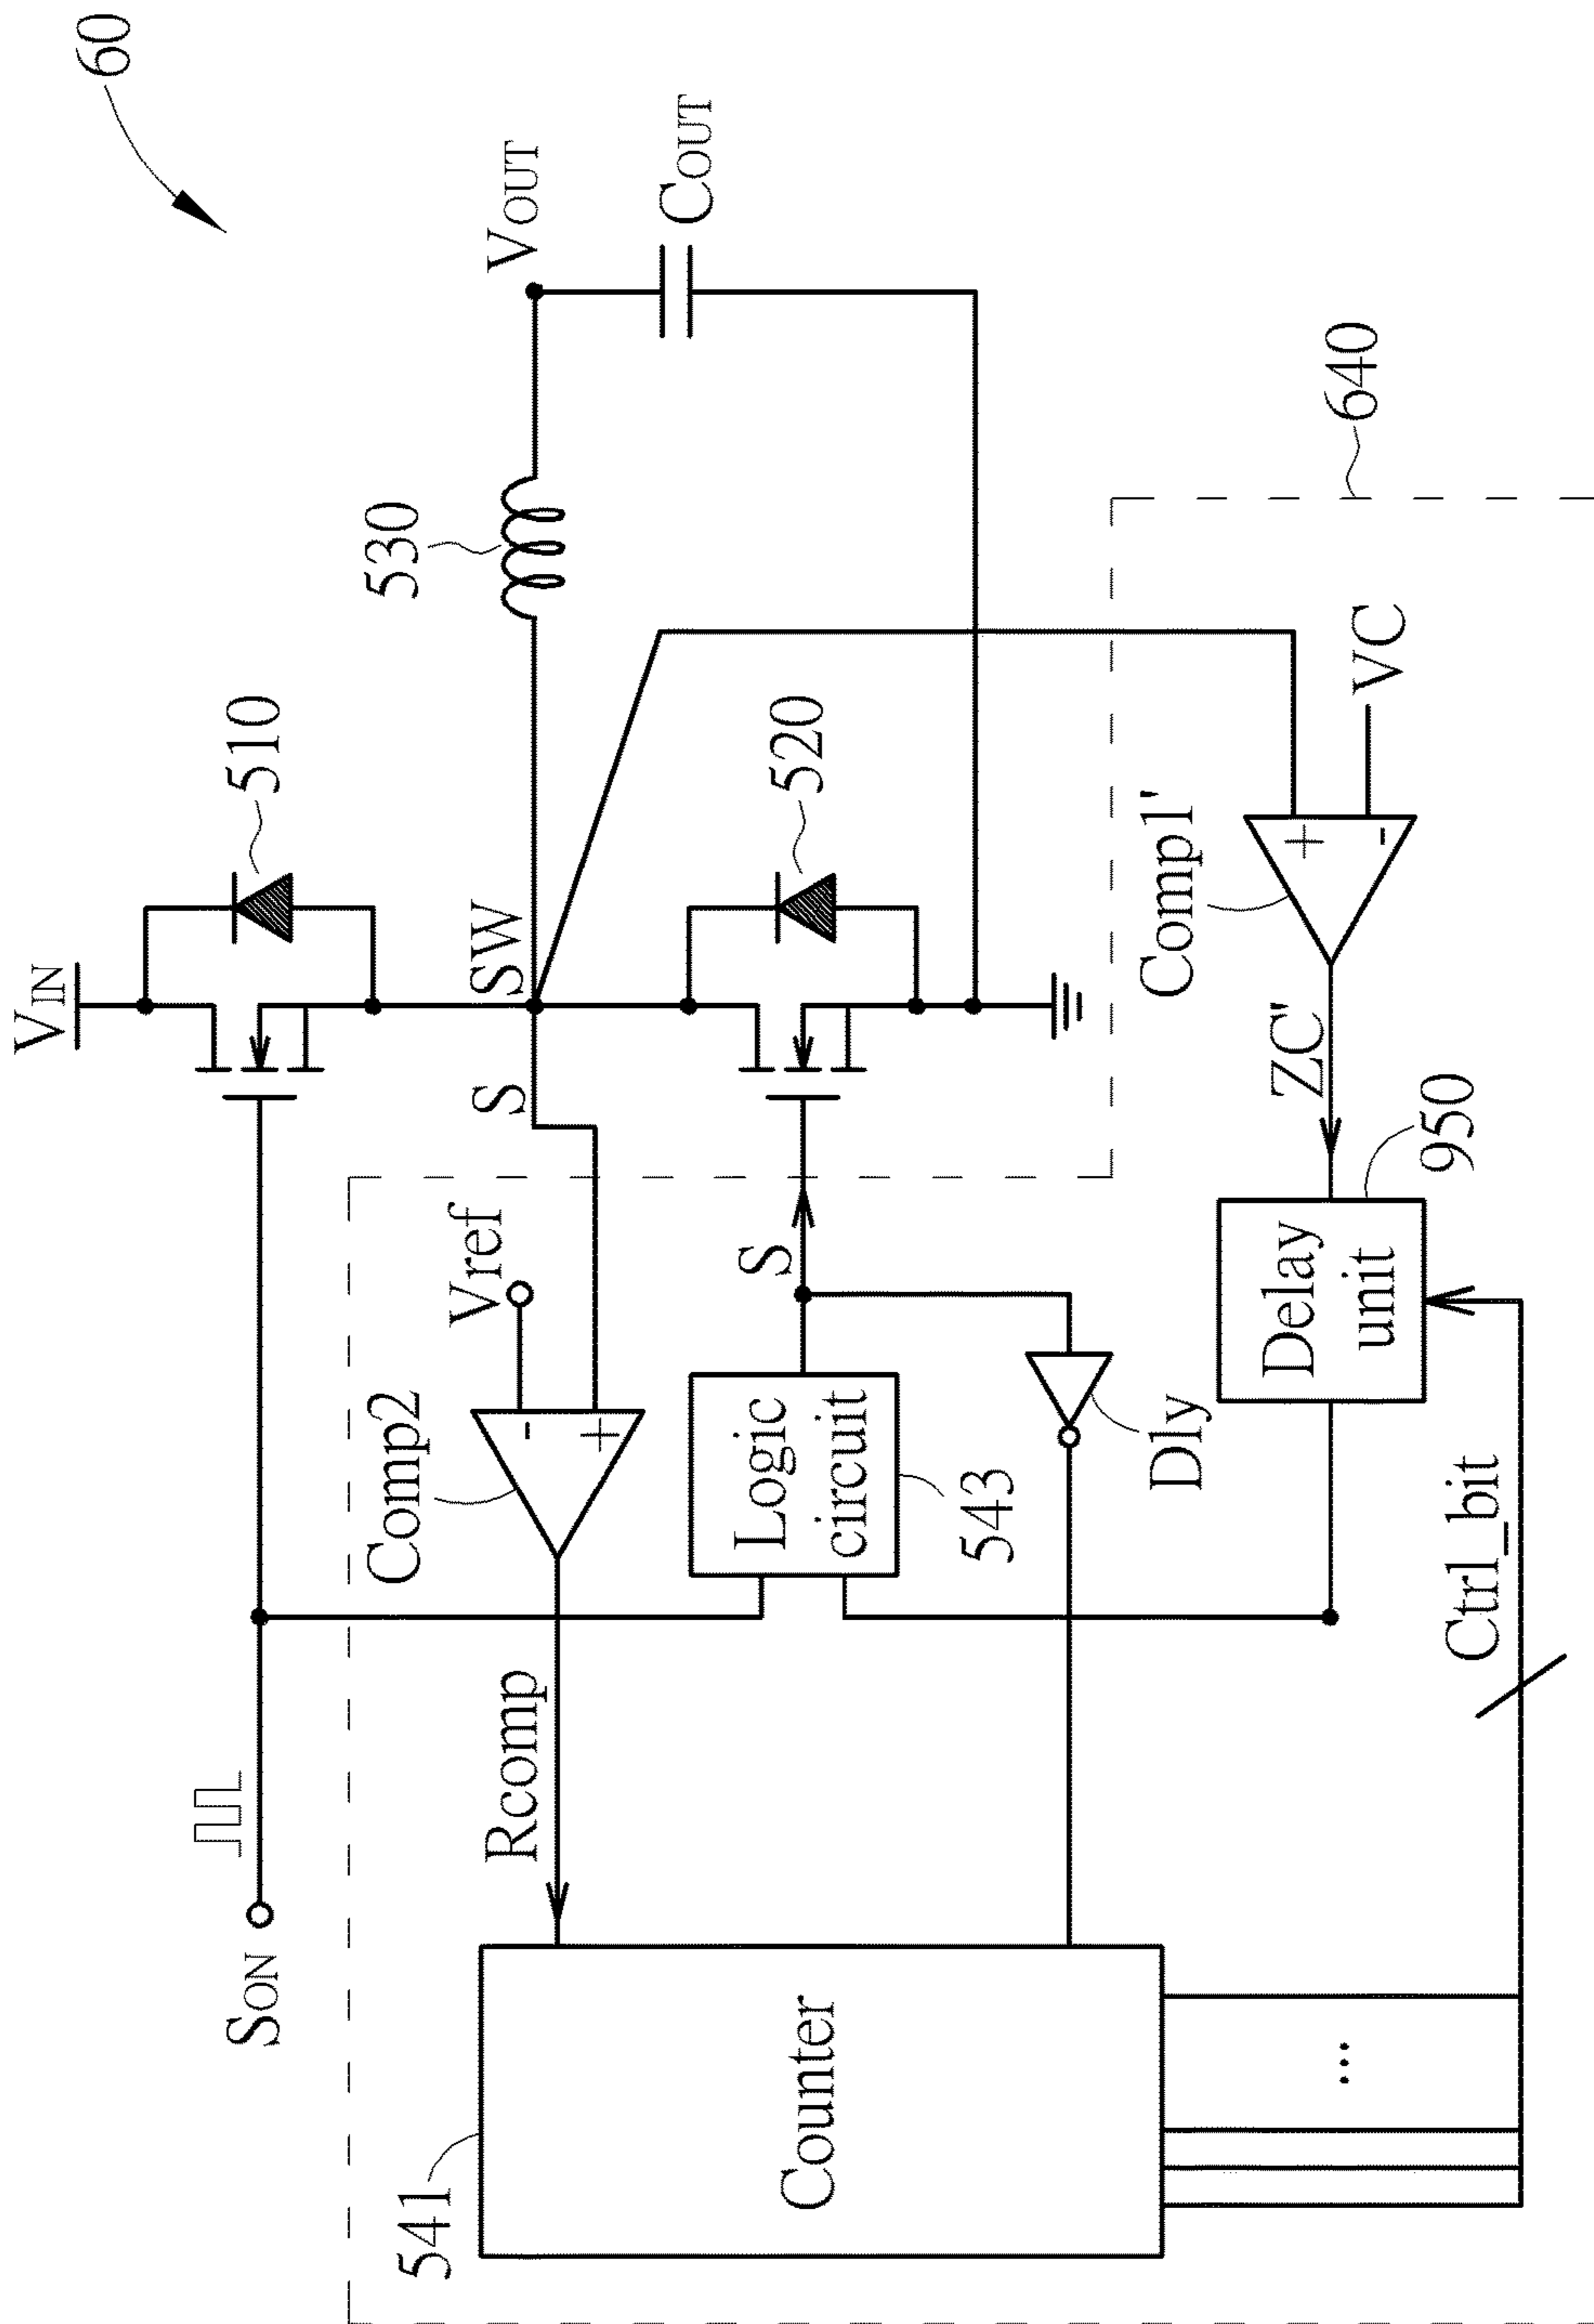 60
VIN
510
530
VOUT
COUT
SW
S
520
SON
Comp2
Vref
Rcomp
S
Logic
circuit
543
Dly
541
Counter
Comp1'
+
-
-
+
VC
ZC'
640
Delay
unit
950
Ctrl_bit
...